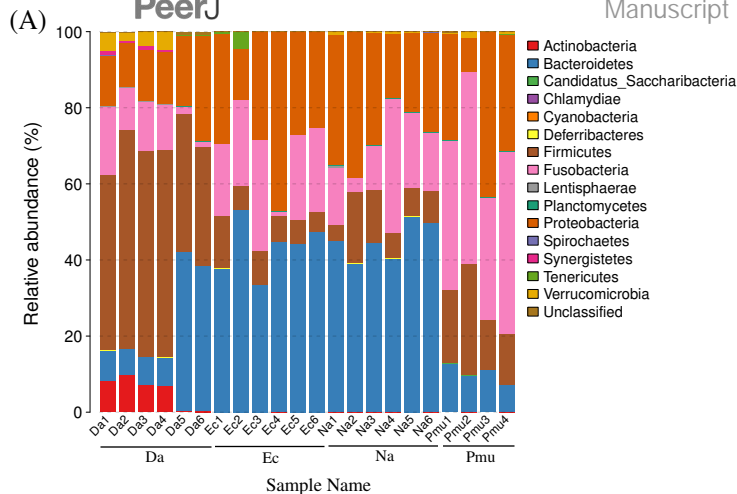 PeerJ
Manuscript
(A)
100
80
60
40
20
0
Relative abundance (%)
Da1 Da2 Da3 Da4 Da5 Da6 Ec1 Ec2 Ec3 Ec4 Ec5 Ec6 Na1 Na2 Na3 Na4 Na5 Na6 Pmu1 Pmu2 Pmu3 Pmu4
Da Ec Na Pmu
Sample Name
Actinobacteria
Bacteroidetes
Candidatus_Saccharibacteria
Chlamydiae
Cyanobacteria
Deferribacteres
Firmicutes
Fusobacteria
Lentisphaerae
Planctomycetes
Proteobacteria
Spirochaetes
Synergistetes
Tenericutes
Verrucomicrobia
Unclassified